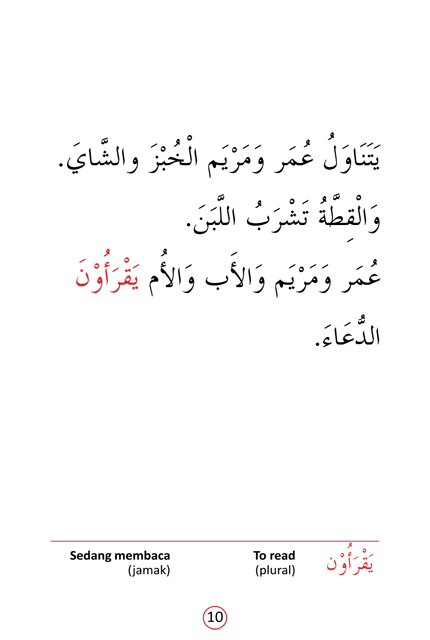 يَتَنَاوَلُ عُمَر وَمَرْيَم الْخُبْزَ والشَّايَ.
وَالْقِطَّةُ تَشْرَبُ اللَّبَنَ.
عُمَر وَمَرْيَم وَالأَب وَالأُم يَقْرَأُوْنَ
الدُّعَاءَ.
Sedang membaca To read يَقْرَأُوْن
(jamak) (plural)
10